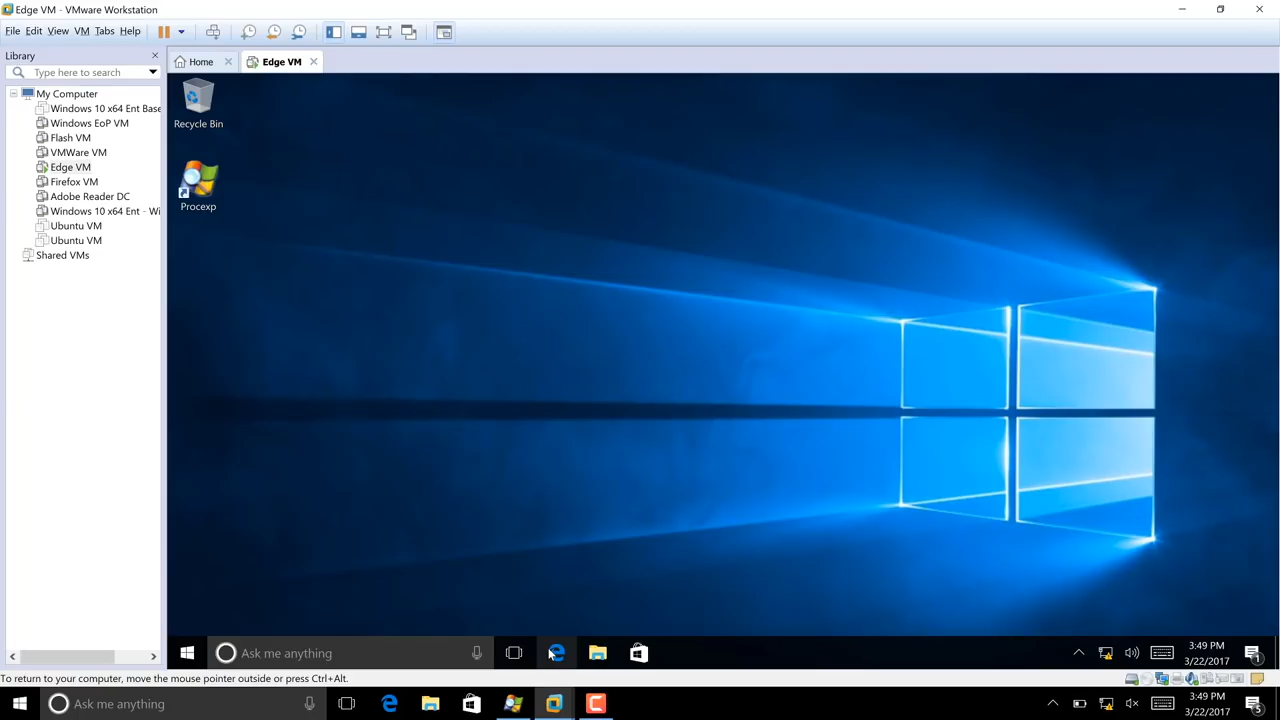 Edge VM - VMware Workstation
File Edit View VM Tabs Help
Library
Type here to search
Home
Edge VM
My Computer
Windows 10 x64 Ent Base
Windows EoP VM
Flash VM
VMWare VM
Edge VM
Firefox VM
Adobe Reader DC
Windows 10 x64 Ent - Wi
Ubuntu VM
Ubuntu VM
Shared VMs
Recycle Bin
Procexp
Ask me anything
3:49 PM
3/22/2017
1
To return to your computer, move the mouse pointer outside or press Ctrl+Alt.
Ask me anything
3:49 PM
3/22/2017
5